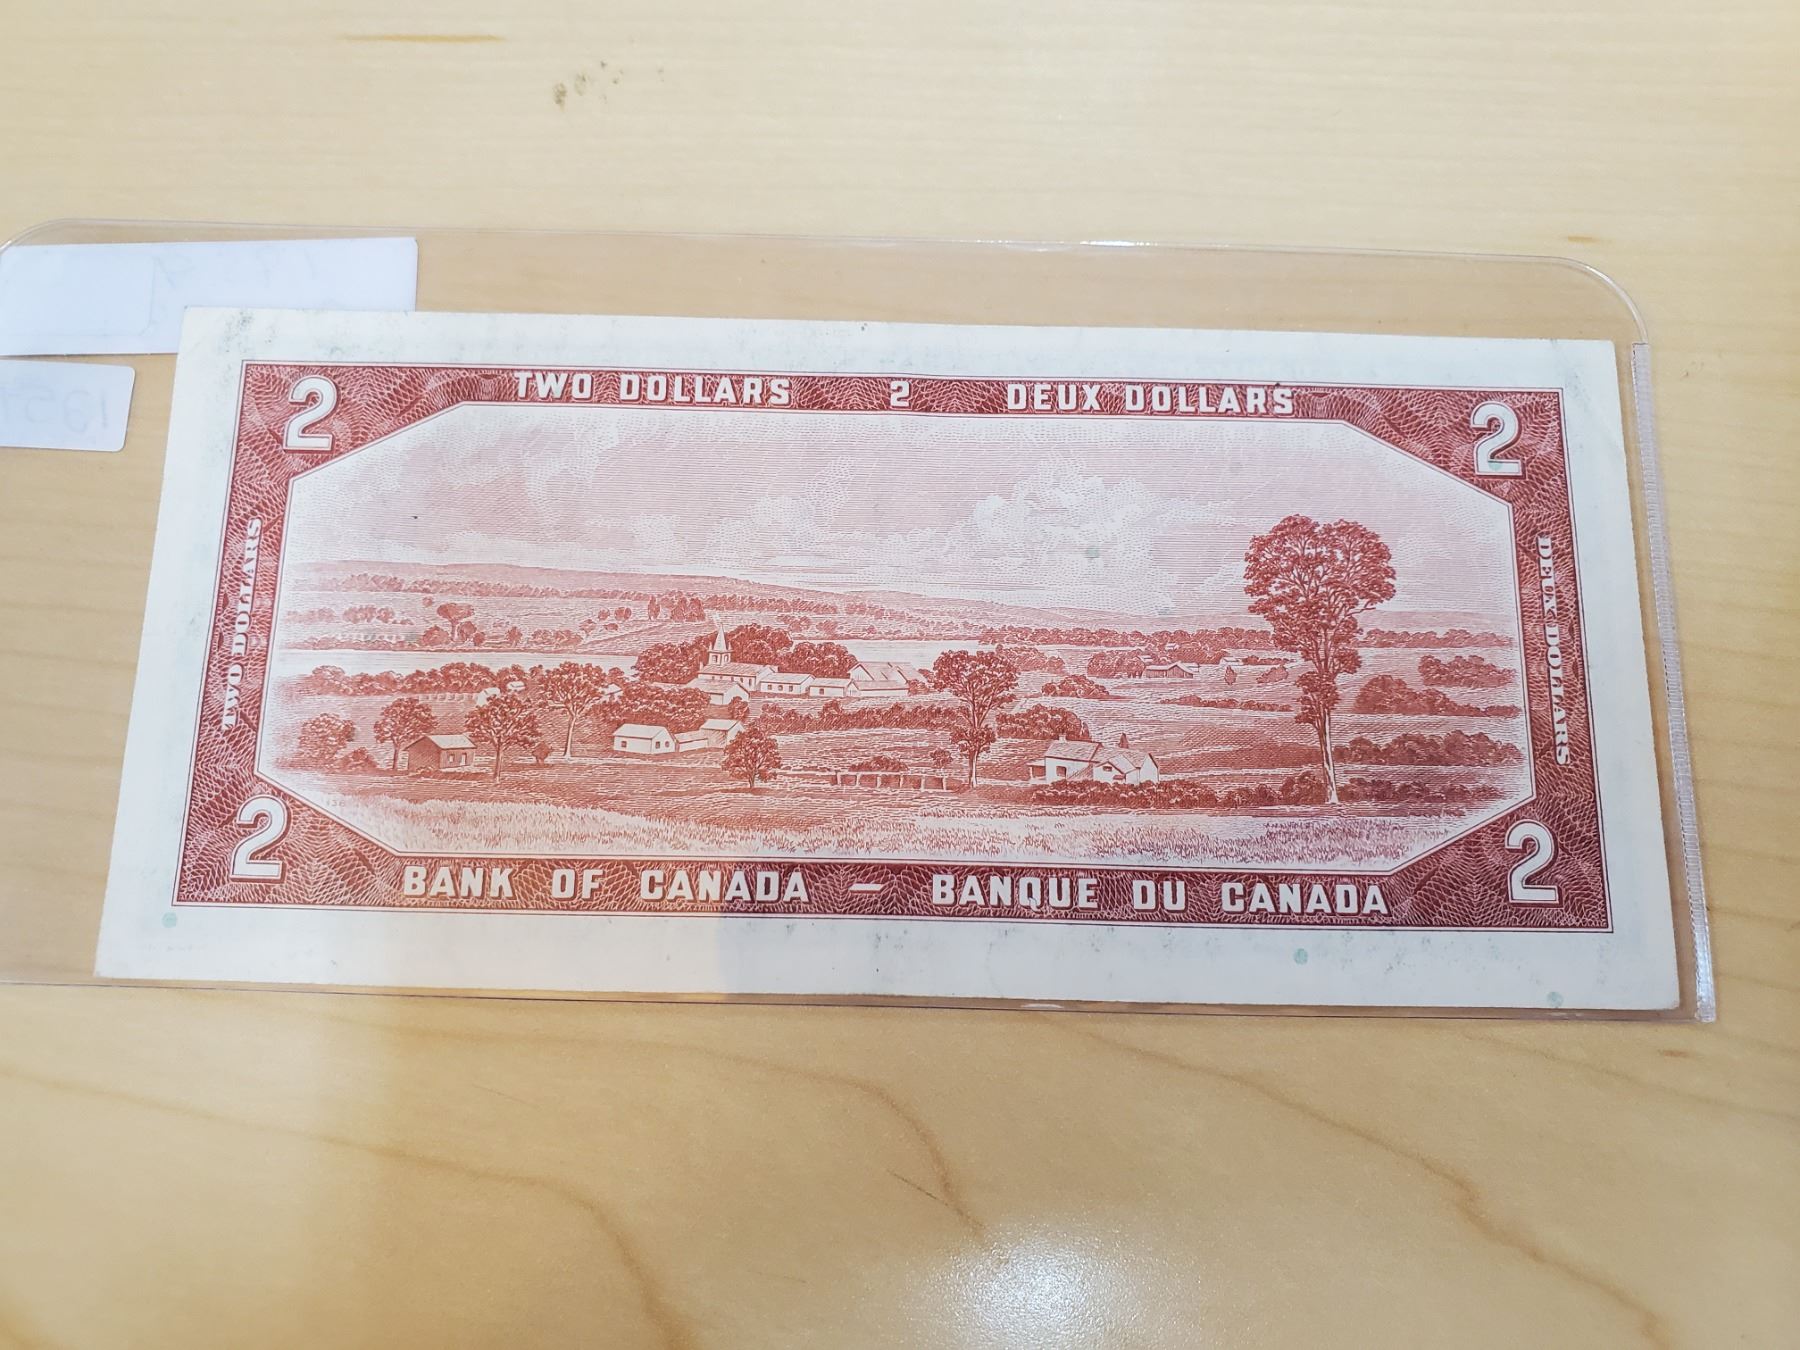 TWO DOLLARS 2 DEUX DOLLARS
2
2
TWO DOLLARS
DEUX DOLLARS
2
2
BANK OF CANADA — BANQUE DU CANADA